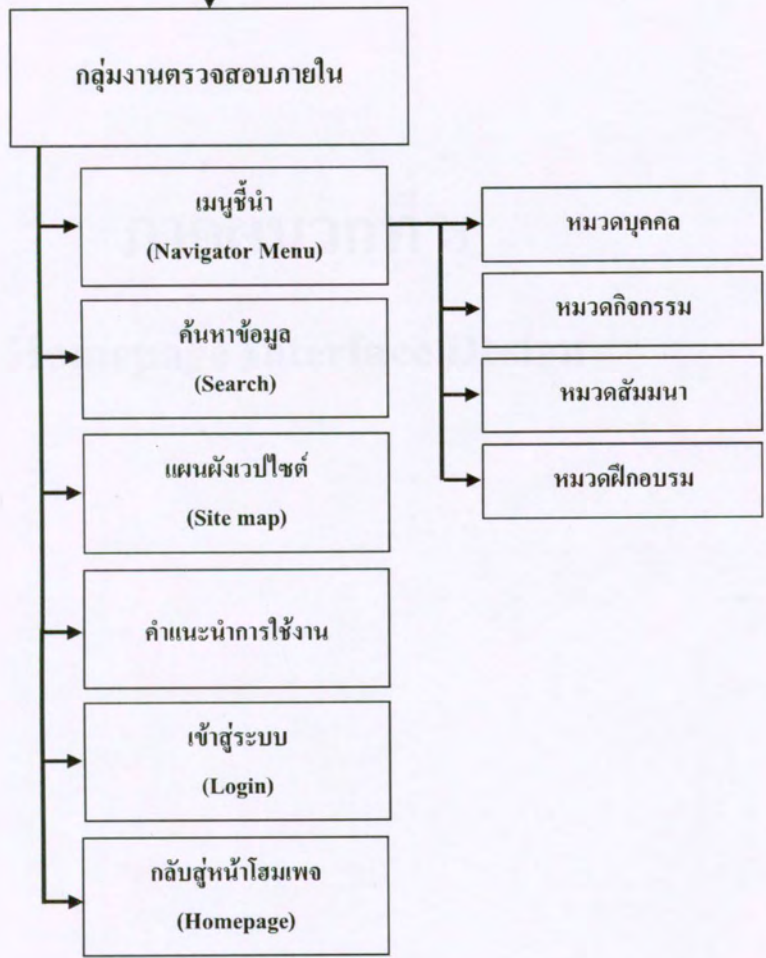 กลุ่มงานตรวจสอบภายใน
เมนูชี้นำ
(Navigator Menu)
ค้นหาข้อมูล
(Search)
แผนผังเวปไซต์
(Site map)
คำแนะนำการใช้งาน
เข้าสู่ระบบ
(Login)
กลับสู่หน้าโฮมเพจ
(Homepage)
หมวดบุคคล
หมวดกิจกรรม
หมวดสัมมนา
หมวดฝึกอบรม